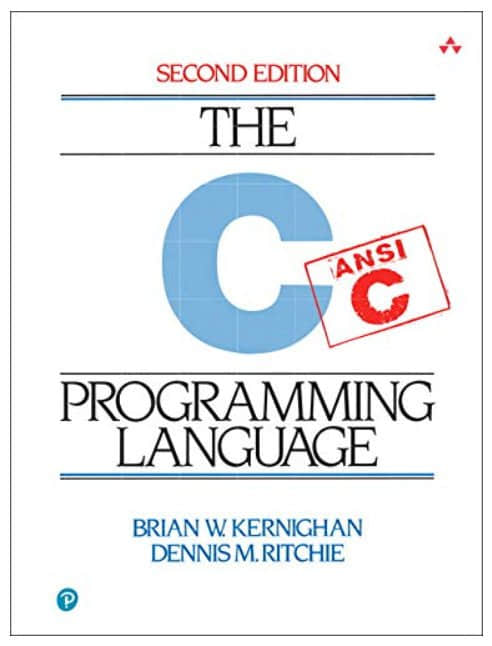 SECOND EDITION
THE
C
ANSI
C
PROGRAMMING
LANGUAGE
BRIAN W. KERNIGHAN
DENNIS M. RITCHIE
P